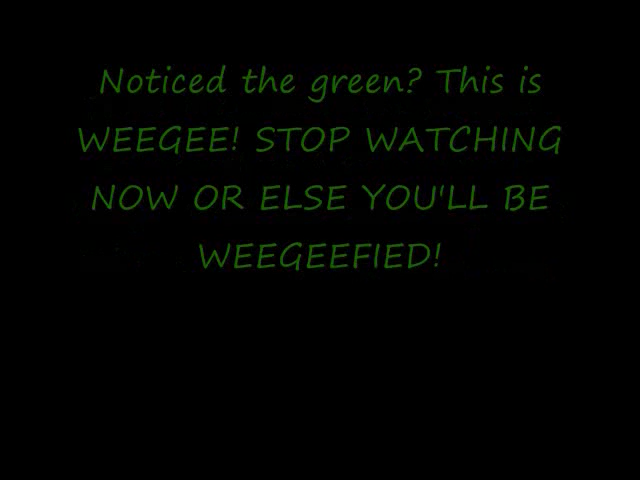 Noticed the green? This is
WEEGEE! STOP WATCHING
NOW OR ELSE YOU'LL BE
WEEGEEFIED!